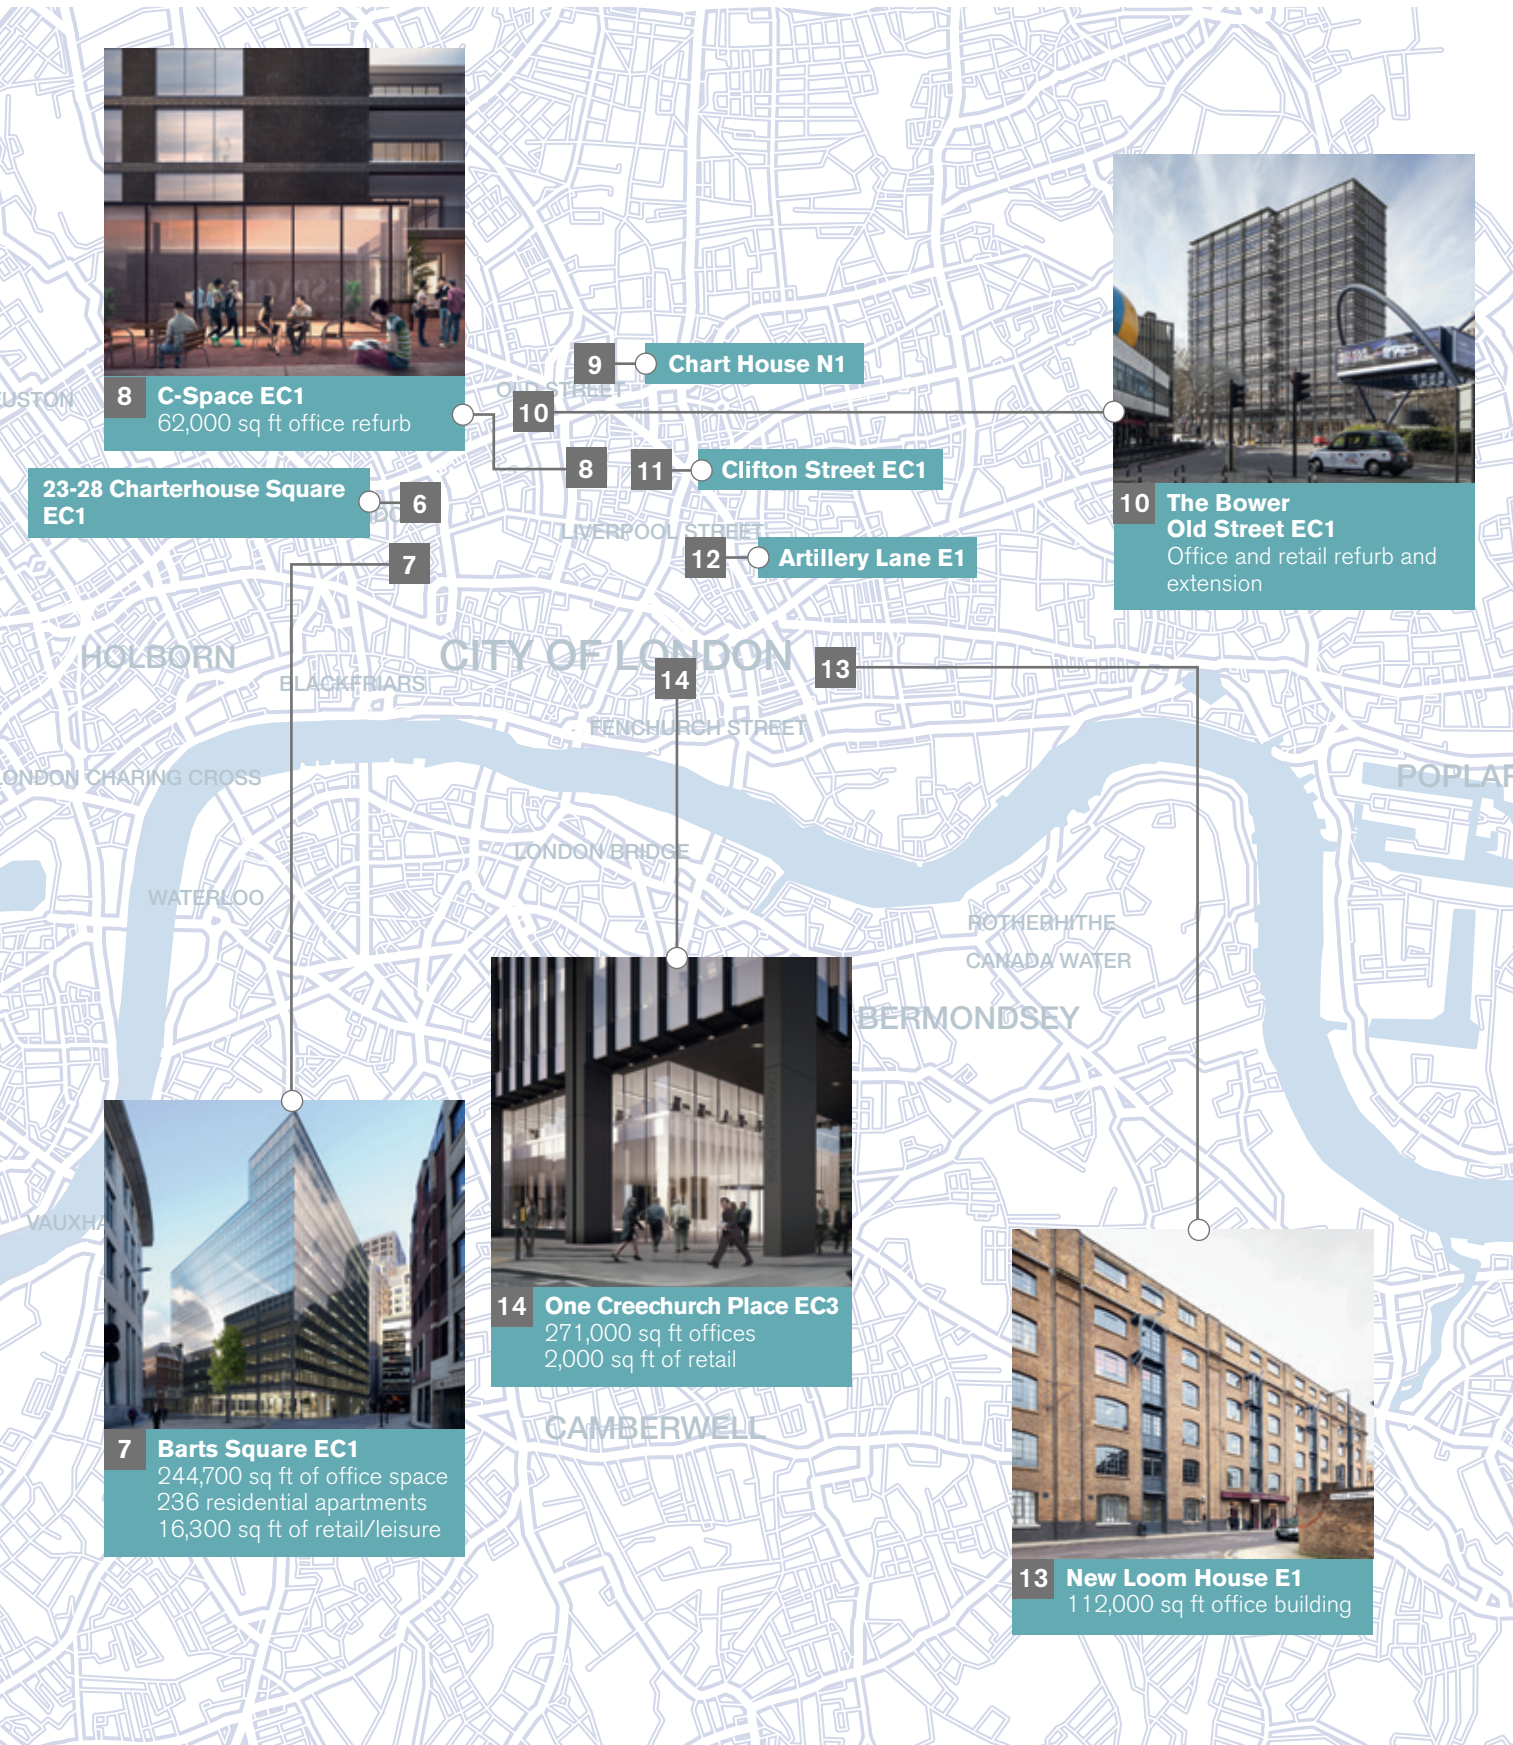 8
C-Space EC1
62,000 sq ft office refurb
9
Chart House N1
OLD STREET
10
8
11
Clifton Street EC1
23-28 Charterhouse Square
EC1
6
7
LIVERPOOL STREET
12
Artillery Lane E1
10
The Bower
Old Street EC1
Office and retail refurb and
extension
HOLBORN
CITY OF LONDON
13
14
BLACKFRIARS
FENCHURCH STREET
LONDON CHARING CROSS
LONDON BRIDGE
WATERLOO
ROTHERHITHE
CANADA WATER
BERMONDSEY
14
One Creechurch Place EC3
271,000 sq ft offices
2,000 sq ft of retail
CAMBERWELL
7
Barts Square EC1
244,700 sq ft of office space
236 residential apartments
16,300 sq ft of retail/leisure
13
New Loom House E1
112,000 sq ft office building